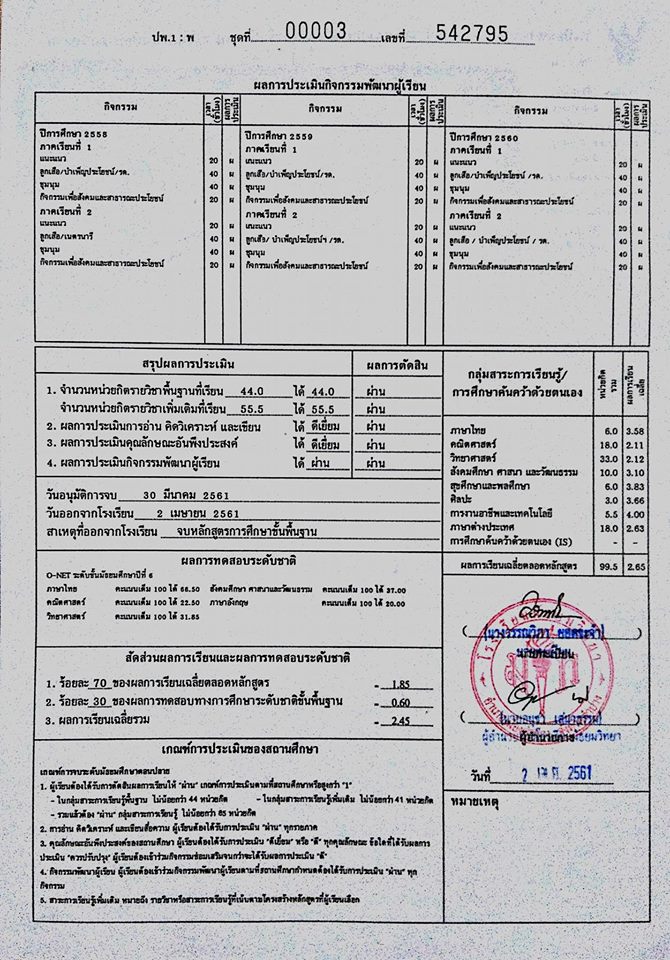 ปพ.1 : พ ชุดที่ 00003 เลขที่ 542795
ผลการประเมินกิจกรรมพัฒนาผู้เรียน
กิจกรรม เวลา (ชั่วโมง) ผลการประเมิน กิจกรรม เวลา (ชั่วโมง) ผลการประเมิน กิจกรรม เวลา (ชั่วโมง) ผลการประเมิน
ปีการศึกษา 2558
ภาคเรียนที่ 1
แนะแนว 20 ผ
ลูกเสือ/บำเพ็ญประโยชน์/รด. 40 ผ
ชุมนุม 40 ผ
กิจกรรมเพื่อสังคมและสาธารณะประโยชน์ 20 ผ
ภาคเรียนที่ 2
แนะแนว 20 ผ
ลูกเสือ/เนตรนารี 40 ผ
ชุมนุม 40 ผ
กิจกรรมเพื่อสังคมและสาธารณะประโยชน์ 20 ผ
ปีการศึกษา 2559
ภาคเรียนที่ 1
แนะแนว 20 ผ
ลูกเสือ/บำเพ็ญประโยชน์/รด. 40 ผ
ชุมนุม 40 ผ
กิจกรรมเพื่อสังคมและสาธารณะประโยชน์ 20 ผ
ภาคเรียนที่ 2
แนะแนว 20 ผ
ลูกเสือ/ บำเพ็ญประโยชน์ฯ /รด. 40 ผ
ชุมนุม 40 ผ
กิจกรรมเพื่อสังคมและสาธารณะประโยชน์ 20 ผ
ปีการศึกษา 2560
ภาคเรียนที่ 1
แนะแนว 20 ผ
ลูกเสือ/บำเพ็ญประโยชน์ /รด. 40 ผ
ชุมนุม 40 ผ
กิจกรรมเพื่อสังคมและสาธารณะประโยชน์ 20 ผ
ภาคเรียนที่ 2
แนะแนว 20 ผ
ลูกเสือ / บำเพ็ญประโยชน์ / รด. 40 ผ
ชุมนุม 40 ผ
กิจกรรมเพื่อสังคมและสาธารณะประโยชน์ 20 ผ
สรุปผลการประเมิน ผลการตัดสิน
1. จำนวนหน่วยกิตรายวิชาพื้นฐานที่เรียน 44.0 ได้ 44.0 ผ่าน
จำนวนหน่วยกิตรายวิชาเพิ่มเติมที่เรียน 55.5 ได้ 55.5 ผ่าน
2. ผลการประเมินการอ่าน คิดวิเคราะห์ และเขียน ได้ ดีเยี่ยม ผ่าน
3. ผลการประเมินคุณลักษณะอันพึงประสงค์ ได้ ดีเยี่ยม ผ่าน
4. ผลการประเมินกิจกรรมพัฒนาผู้เรียน ได้ ผ่าน ผ่าน
วันอนุมัติการจบ 30 มีนาคม 2561
วันออกจากโรงเรียน 2 เมษายน 2561
สาเหตุที่ออกจากโรงเรียน จบหลักสูตรการศึกษาขั้นพื้นฐาน
ผลการทดสอบระดับชาติ
O-NET ระดับชั้นมัธยมศึกษาปีที่ 6
ภาษาไทย คะแนนเต็ม 100 ได้ 66.50 สังคมศึกษา ศาสนาและวัฒนธรรม คะแนนเต็ม 100 ได้ 37.00
คณิตศาสตร์ คะแนนเต็ม 100 ได้ 22.50 ภาษาอังกฤษ คะแนนเต็ม 100 ได้ 20.00
วิทยาศาสตร์ คะแนนเต็ม 100 ได้ 31.85
สัดส่วนผลการเรียนและผลการทดสอบระดับชาติ
1. ร้อยละ 70 ของผลการเรียนเฉลี่ยตลอดหลักสูตร = 1.85
2. ร้อยละ 30 ของผลการทดสอบทางการศึกษาระดับชาติขั้นพื้นฐาน = 0.60
3. ผลการเรียนเฉลี่ยรวม = 2.45
เกณฑ์การประเมินของสถานศึกษา
เกณฑ์การจบระดับมัธยมศึกษาตอนปลาย
1. ผู้เรียนต้องได้รับการตัดสินผลการเรียนให้ "ผ่าน" เกณฑ์การประเมินตามที่สถานศึกษาหรือสูงกว่า "1"
- ในกลุ่มสาระการเรียนรู้พื้นฐาน ไม่น้อยกว่า 44 หน่วยกิต - ในกลุ่มสาระการเรียนรู้เพิ่มเติม ไม่น้อยกว่า 41 หน่วยกิต
- รวมแล้วต้อง "ผ่าน" กลุ่มสาระการเรียนรู้ ไม่น้อยกว่า 85 หน่วยกิต
2. การอ่าน คิดวิเคราะห์ และเขียนสื่อความ ผู้เรียนต้องได้รับการประเมิน "ผ่าน" ทุกรายภาค
3. คุณลักษณะอันพึงประสงค์ของสถานศึกษา ผู้เรียนต้องได้รับการประเมิน "ดีเยี่ยม" หรือ "ดี" ทุกคุณลักษณะ ข้อใดที่ได้รับผลการ
ประเมิน "ควรปรับปรุง" ผู้เรียนต้องเข้าร่วมกิจกรรมซ่อมเสริมจนกว่าจะได้รับผลการประเมิน "ดี"
4. กิจกรรมพัฒนาผู้เรียน ผู้เรียนต้องเข้าร่วมกิจกรรมพัฒนาผู้เรียนตามที่สถานศึกษากำหนดต้องได้รับการประเมิน "ผ่าน" ทุก
กิจกรรม
5. สาระการเรียนรู้เพิ่มเติม หมายถึง รายวิชาหรือสาระการเรียนรู้ที่เน้นตามโครงสร้างหลักสูตรที่ผู้เรียนเลือก
กลุ่มสาระการเรียนรู้/ การศึกษาค้นคว้าด้วยตนเอง หน่วยกิตรวม ผลการเรียนเฉลี่ย
ภาษาไทย 6.0 3.58
คณิตศาสตร์ 18.0 2.11
วิทยาศาสตร์ 33.0 2.12
สังคมศึกษา ศาสนา และวัฒนธรรม 10.0 3.10
สุขศึกษาและพลศึกษา 6.0 3.83
ศิลปะ 3.0 3.66
การงานอาชีพและเทคโนโลยี 5.5 4.00
ภาษาต่างประเทศ 18.0 2.63
การศึกษาค้นคว้าด้วยตนเอง (IS) - -
ผลการเรียนเฉลี่ยตลอดหลักสูตร 99.5 2.65
นายทะเบียน
ผู้อำนวยการ
วันที่ 2 เม.ย. 2561
หมายเหตุ